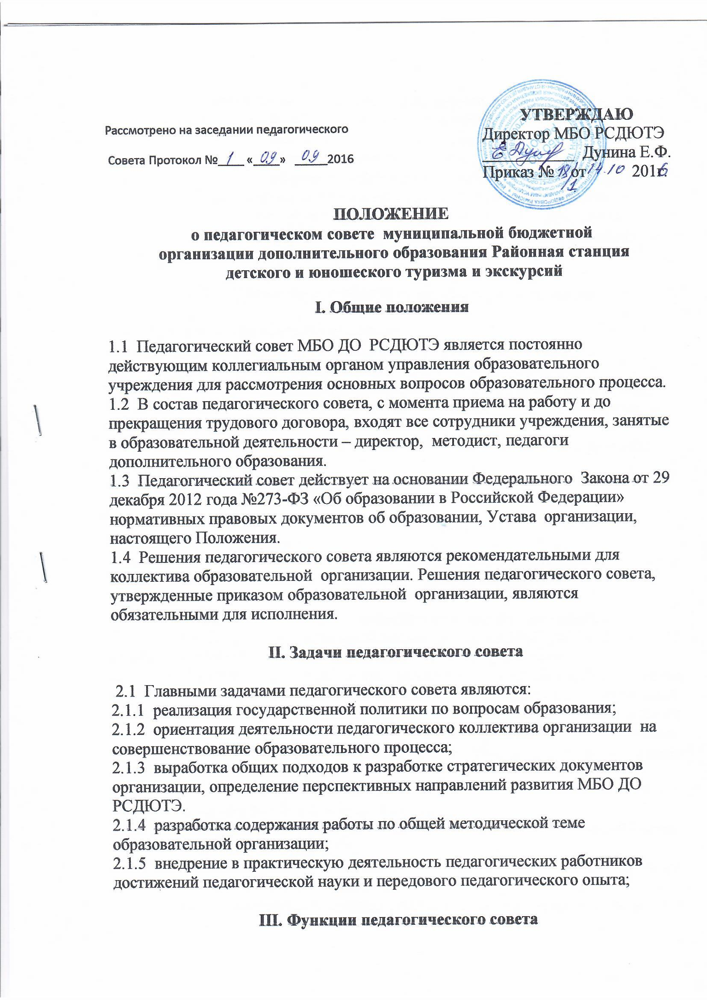 Рассмотрено на заседании педагогического
Совета Протокол № 1 « 09 » 09 2016
УТВЕРЖДАЮ
Директор МБО РСДЮТЭ
Дунина Е.Ф.
Приказ № 18/1 от 14.10 2016г.
ПОЛОЖЕНИЕ
о педагогическом совете муниципальной бюджетной
организации дополнительного образования Районная станция
детского и юношеского туризма и экскурсий
I. Общие положения
1.1 Педагогический совет МБО ДО РСДЮТЭ является постоянно
действующим коллегиальным органом управления образовательного
учреждения для рассмотрения основных вопросов образовательного процесса.
1.2 В состав педагогического совета, с момента приема на работу и до
прекращения трудового договора, входят все сотрудники учреждения, занятые
в образовательной деятельности – директор, методист, педагоги
дополнительного образования.
1.3 Педагогический совет действует на основании Федерального Закона от 29
декабря 2012 года №273-ФЗ «Об образовании в Российской Федерации»
нормативных правовых документов об образовании, Устава организации,
настоящего Положения.
1.4 Решения педагогического совета являются рекомендательными для
коллектива образовательной организации. Решения педагогического совета,
утвержденные приказом образовательной организации, являются
обязательными для исполнения.
II. Задачи педагогического совета
2.1 Главными задачами педагогического совета являются:
2.1.1 реализация государственной политики по вопросам образования;
2.1.2 ориентация деятельности педагогического коллектива организации на
совершенствование образовательного процесса;
2.1.3 выработка общих подходов к разработке стратегических документов
организации, определение перспективных направлений развития МБО ДО
РСДЮТЭ.
2.1.4 разработка содержания работы по общей методической теме
образовательной организации;
2.1.5 внедрение в практическую деятельность педагогических работников
достижений педагогической науки и передового педагогического опыта;
III. Функции педагогического совета